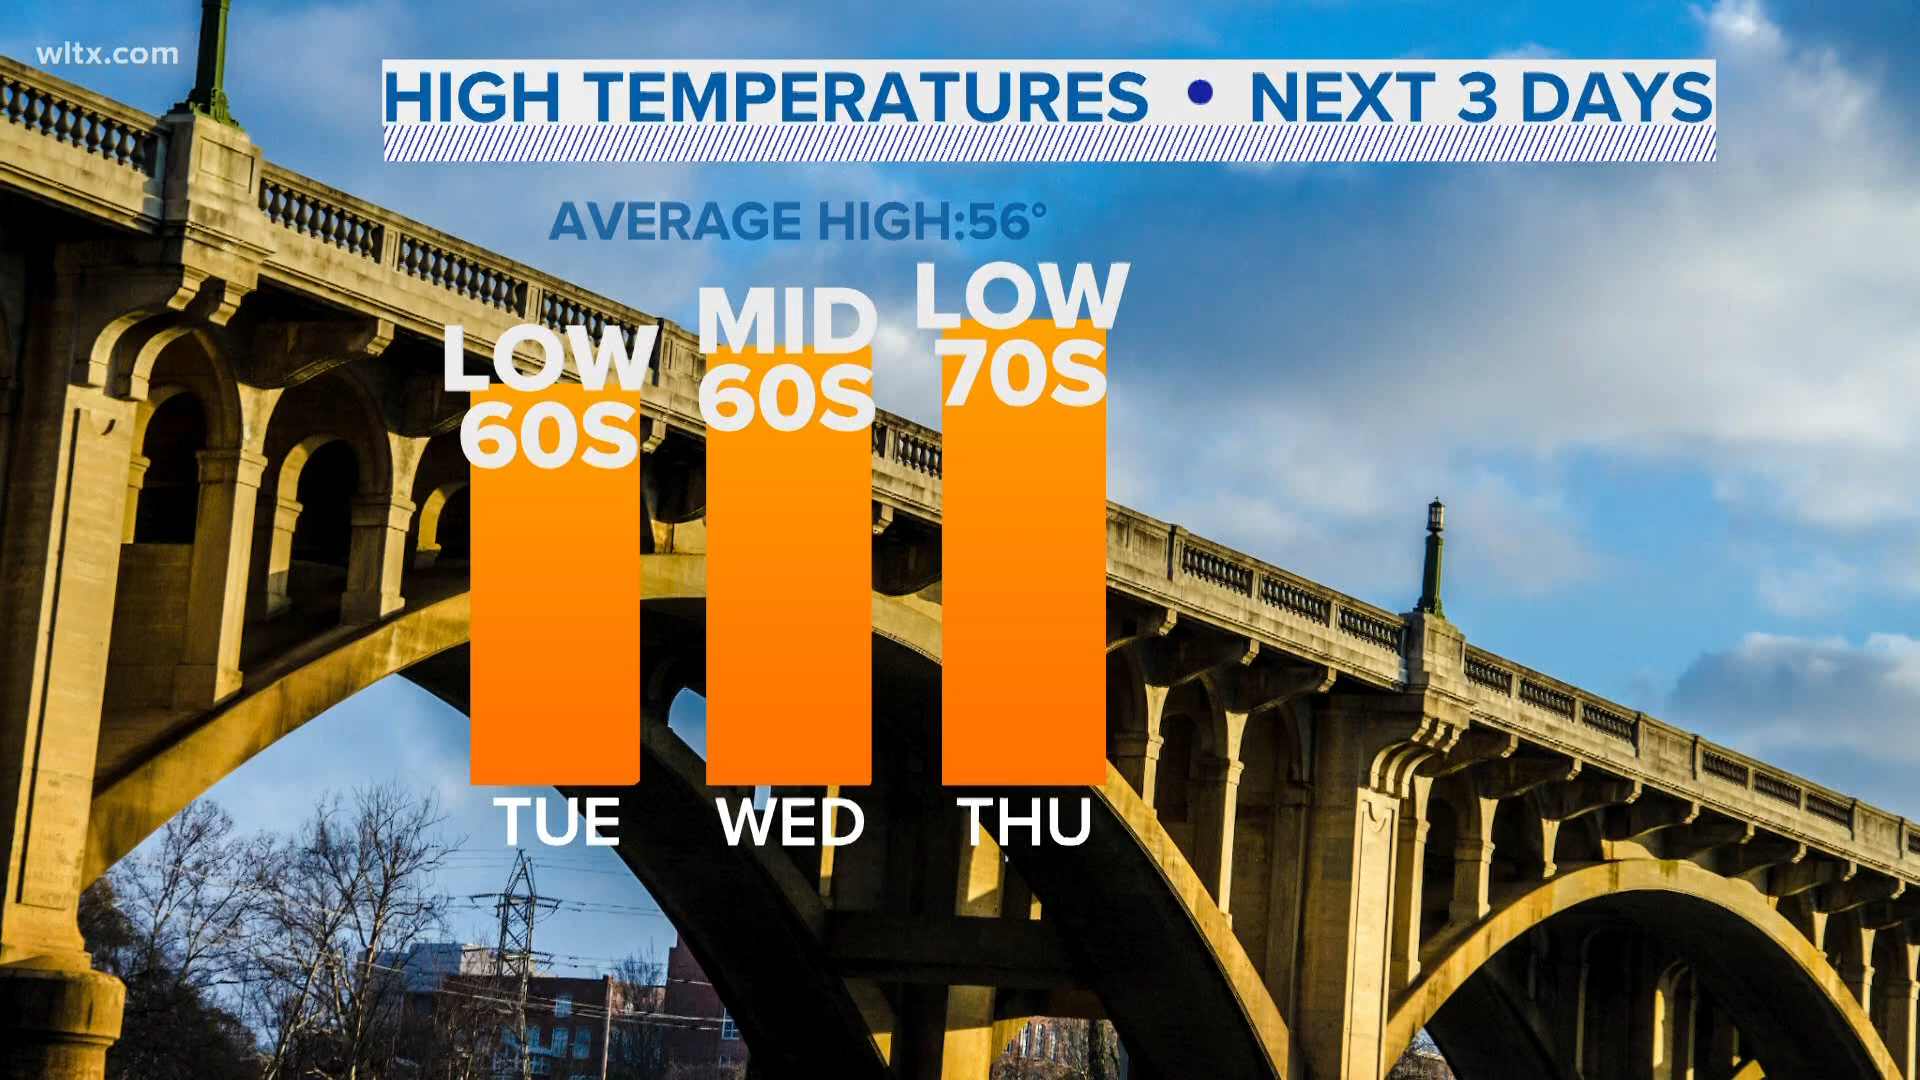 wltx.com
HIGH TEMPERATURES • NEXT 3 DAYS
AVERAGE HIGH:56°
LOW
60S
MID
60S
LOW
70S
TUE
WED
THU